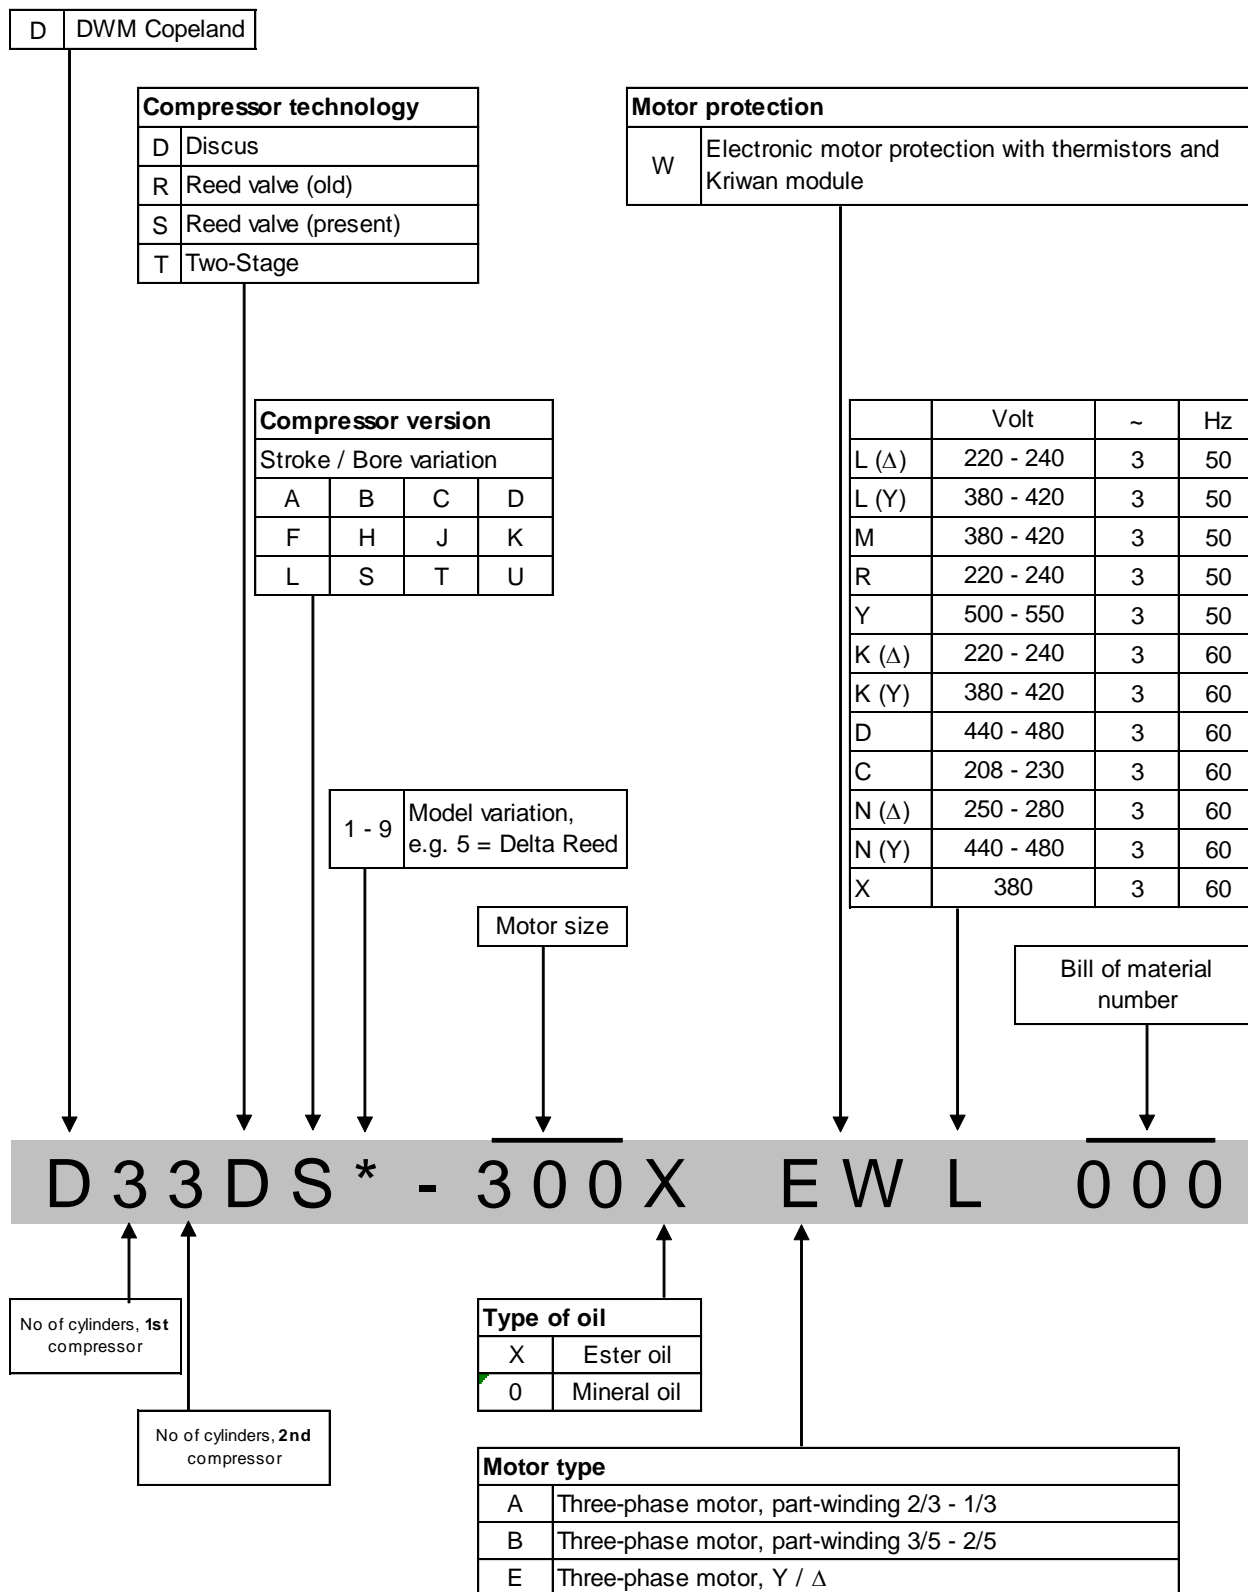 D DWM Copeland
Compressor technology
D Discus
R Reed valve (old)
S Reed valve (present)
T Two-Stage
Motor protection
W Electronic motor protection with thermistors and
Kriwan module
Compressor version
Stroke / Bore variation
A B C D
F H J K
L S T U
Volt ~ Hz
L (Δ) 220 - 240 3 50
L (Y) 380 - 420 3 50
M 380 - 420 3 50
R 220 - 240 3 50
Y 500 - 550 3 50
K (Δ) 220 - 240 3 60
K (Y) 380 - 420 3 60
D 440 - 480 3 60
C 208 - 230 3 60
N (Δ) 250 - 280 3 60
N (Y) 440 - 480 3 60
X 380 3 60
1 - 9 Model variation,
e.g. 5 = Delta Reed
Motor size
Bill of material
number
D 3 3 D S * - 3 0 0 X E W L 0 0 0
No of cylinders, 1st
compressor
No of cylinders, 2nd
compressor
Type of oil
X Ester oil
0 Mineral oil
Motor type
A Three-phase motor, part-winding 2/3 - 1/3
B Three-phase motor, part-winding 3/5 - 2/5
E Three-phase motor, Y / Δ